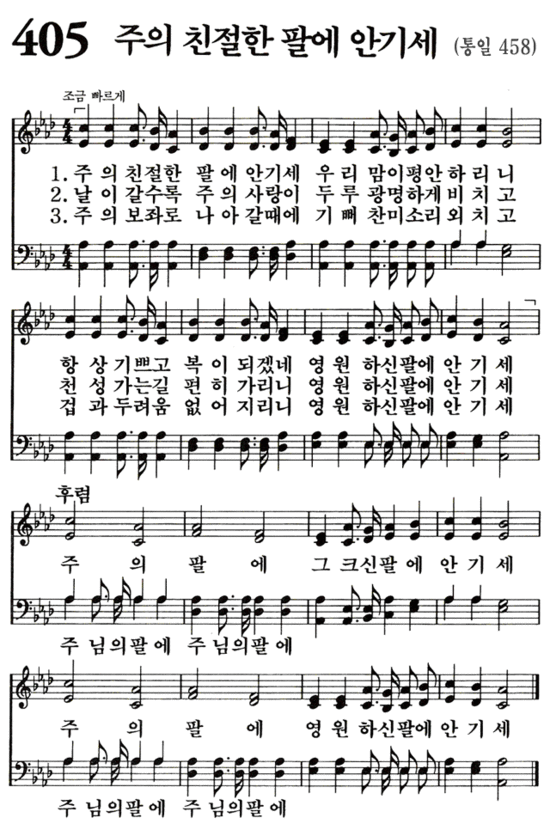 405 주의 친절한 팔에 안기세 (통일 458)
조금 빠르게
1. 주 의 친절한 팔 에 안기세 우 리 맘이평안 하 리 니
2. 날 이 갈수록 주 의 사랑이 두 루 광명하게 비 치 고
3. 주 의 보좌로 나 아 갈때에 기 뻐 찬미소리 외 치 고
항 상 기쁘고 복 이 되겠네 영 원 하신팔에 안 기 세
천 성 가는길 편 히 가리니 영 원 하신팔에 안 기 세
겁 과 두려움 없 어 지리니 영 원 하신팔에 안 기 세
후렴
주 의 팔 에 그 크신팔 에 안 기 세
주 님의팔 에 주 님의팔 에
주 의 팔 에 영 원 하신팔에 안 기 세
주 님의팔 에 주 님의팔 에